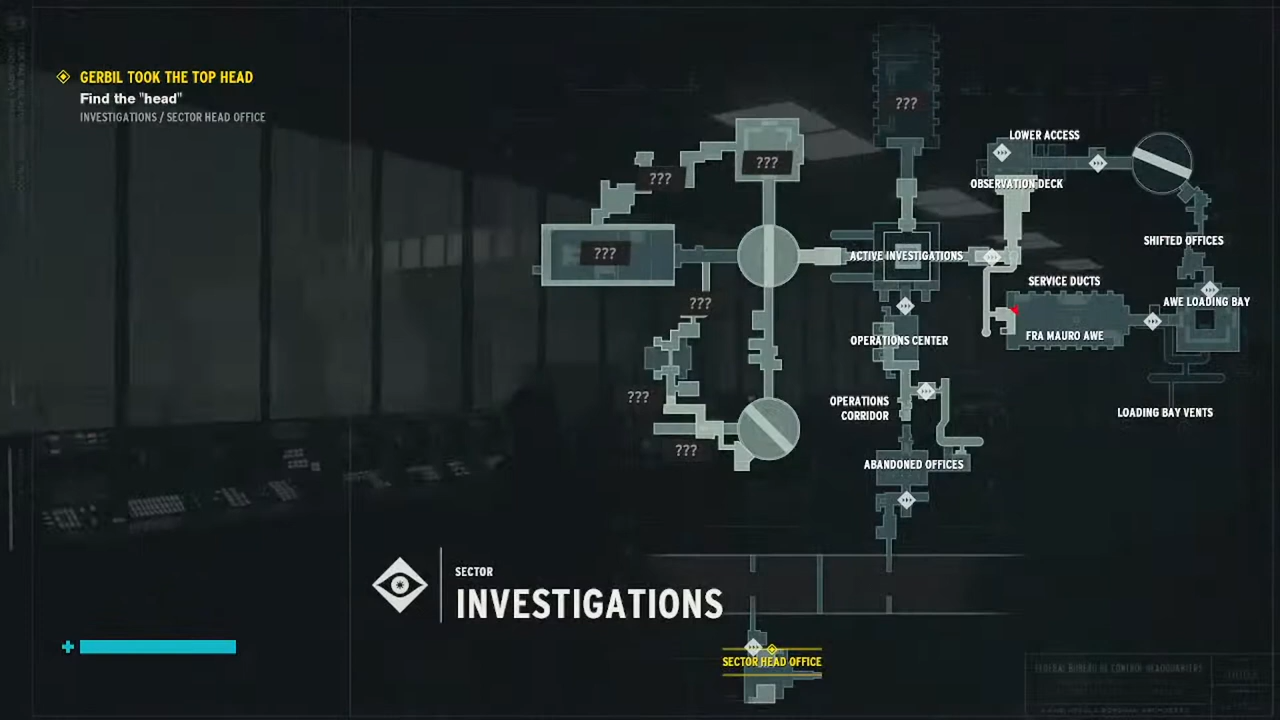 GERBIL TOOK THE TOP HEAD
Find the "head"
INVESTIGATIONS / SECTOR HEAD OFFICE
???
LOWER ACCESS
???
???
OBSERVATION DECK
SHIFTED OFFICES
???
ACTIVE INVESTIGATIONS
SERVICE DUCTS
???
AWE LOADING BAY
OPERATIONS CENTER
FRA MAURO AWE
???
OPERATIONS
CORRIDOR
LOADING BAY VENTS
???
ABANDONED OFFICES
SECTOR
INVESTIGATIONS
SECTOR HEAD OFFICE
FEDERAL BUREAU OF CONTROL HEADQUARTERS